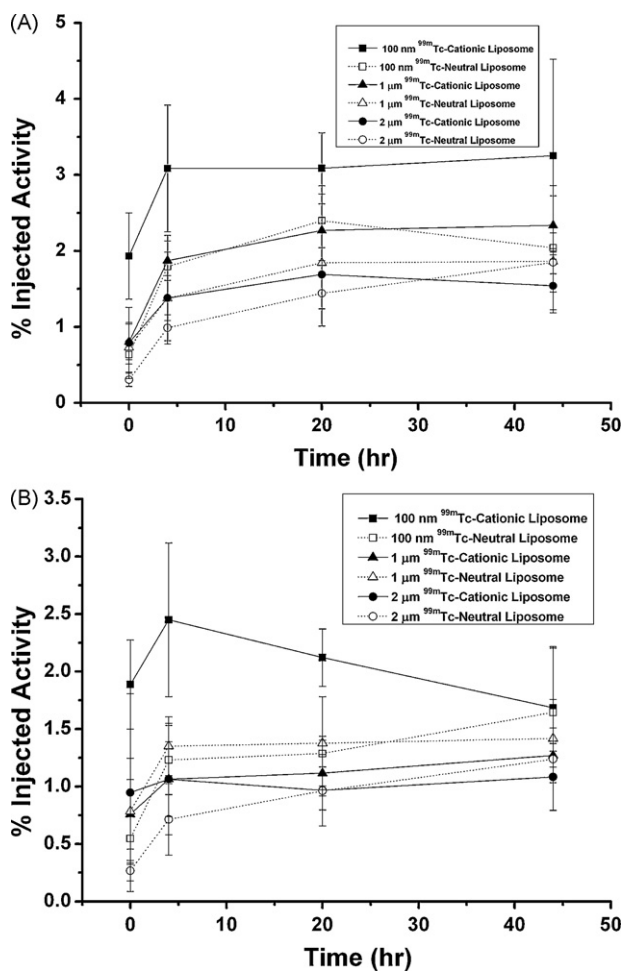 (A)
5
4
3
2
1
0
% Injected Activity
100 nm ⁹⁹ᵐTc-Cationic Liposome
100 nm ⁹⁹ᵐTc-Neutral Liposome
1 μm ⁹⁹ᵐTc-Cationic Liposome
1 μm ⁹⁹ᵐTc-Neutral Liposome
2 μm ⁹⁹ᵐTc-Cationic Liposome
2 μm ⁹⁹ᵐTc-Neutral Liposome
0 10 20 30 40 50
Time (hr)
(B)
3.5
3.0
2.5
2.0
1.5
1.0
0.5
0.0
% Injected Activity
100 nm ⁹⁹ᵐTc-Cationic Liposome
100 nm ⁹⁹ᵐTc-Neutral Liposome
1 μm ⁹⁹ᵐTc-Cationic Liposome
1 μm ⁹⁹ᵐTc-Neutral Liposome
2 μm ⁹⁹ᵐTc-Cationic Liposome
2 μm ⁹⁹ᵐTc-Neutral Liposome
0 10 20 30 40 50
Time (hr)